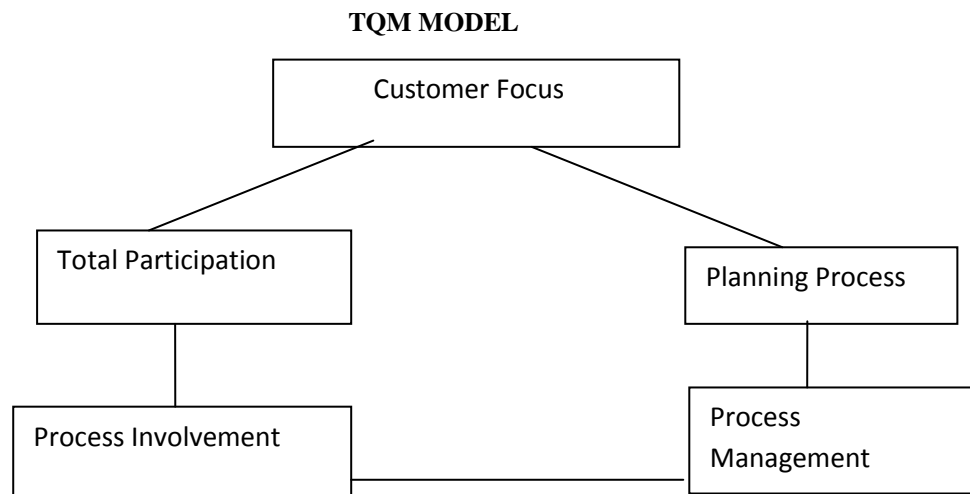 TQM MODEL
Customer Focus
Total Participation
Planning Process
Process Involvement
Process
Management